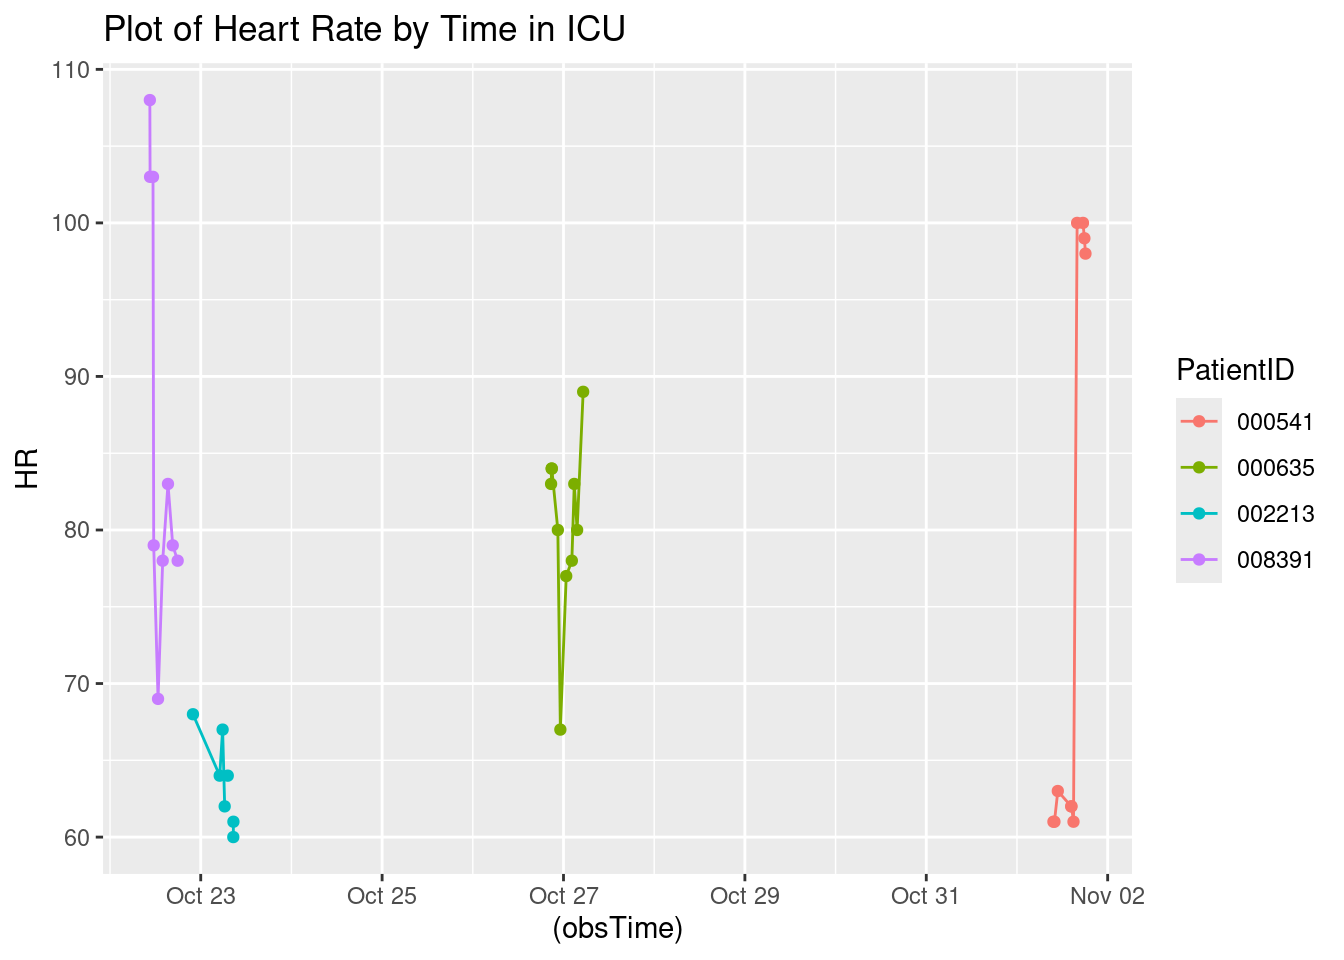 Plot of Heart Rate by Time in ICU
110
100
90
80
70
60
HR
Oct 23
Oct 25
Oct 27
Oct 29
Oct 31
Nov 02
(obsTime)
PatientID
000541
000635
002213
008391